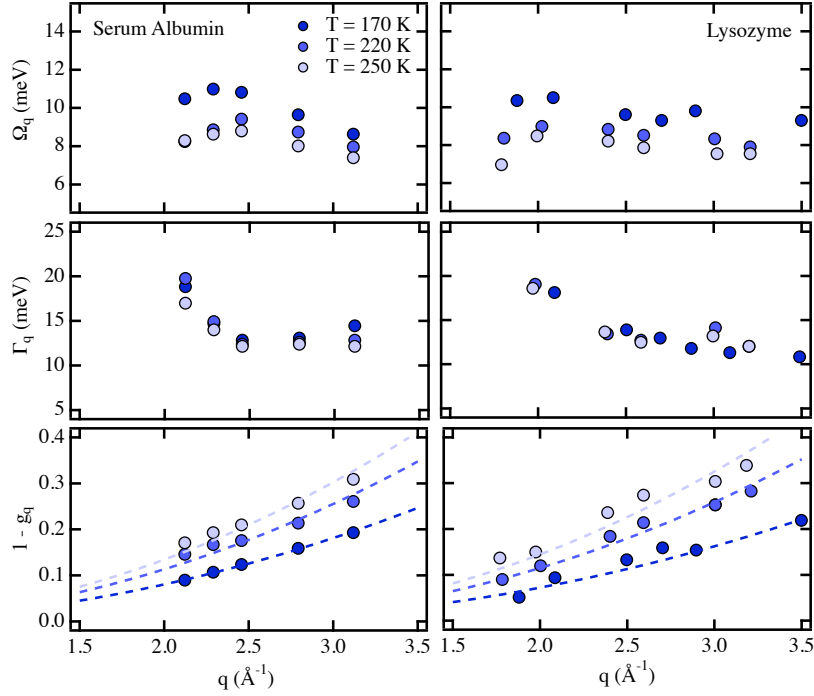 Serum Albumin
T = 170 K
T = 220 K
T = 250 K
Lysozyme
Ω_q (meV)
14
12
10
8
6
Γ_q (meV)
25
20
15
10
5
1 - g_q
0.4
0.3
0.2
0.1
0.0
1.5 2.0 2.5 3.0 3.5
1.5 2.0 2.5 3.0 3.5
q (Å⁻¹)
q (Å⁻¹)